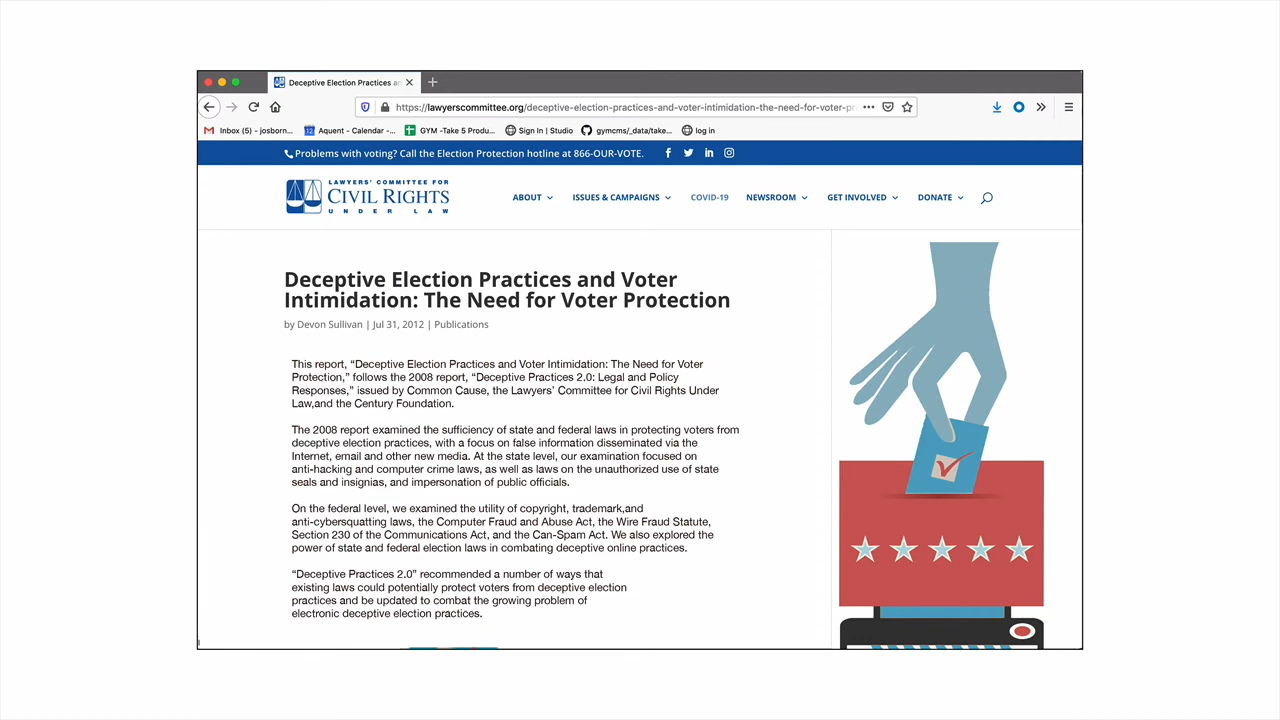 Deceptive Election Practices an
https://lawyerscommittee.org/deceptive-election-practices-and-voter-intimidation-the-need-for-voter-pr
Inbox (5) - josborn...
Aquent - Calendar -...
GYM -Take 5 Produ...
Sign In | Studio
gymcms/_data/take...
log in
Problems with voting? Call the Election Protection hotline at 866-OUR-VOTE.
LAWYERS' COMMITTEE FOR
CIVIL RIGHTS
UNDER LAW
ABOUT
ISSUES & CAMPAIGNS
COVID-19
NEWSROOM
GET INVOLVED
DONATE
Deceptive Election Practices and Voter
Intimidation: The Need for Voter Protection
by Devon Sullivan | Jul 31, 2012 | Publications
This report, “Deceptive Election Practices and Voter Intimidation: The Need for Voter
Protection,” follows the 2008 report, “Deceptive Practices 2.0: Legal and Policy
Responses,” issued by Common Cause, the Lawyers’ Committee for Civil Rights Under
Law,and the Century Foundation.
The 2008 report examined the sufficiency of state and federal laws in protecting voters from
deceptive election practices, with a focus on false information disseminated via the
Internet, email and other new media. At the state level, our examination focused on
anti-hacking and computer crime laws, as well as laws on the unauthorized use of state
seals and insignias, and impersonation of public officials.
On the federal level, we examined the utility of copyright, trademark,and
anti-cybersquatting laws, the Computer Fraud and Abuse Act, the Wire Fraud Statute,
Section 230 of the Communications Act, and the Can-Spam Act. We also explored the
power of state and federal election laws in combating deceptive online practices.
“Deceptive Practices 2.0” recommended a number of ways that
existing laws could potentially protect voters from deceptive election
practices and be updated to combat the growing problem of
electronic deceptive election practices.